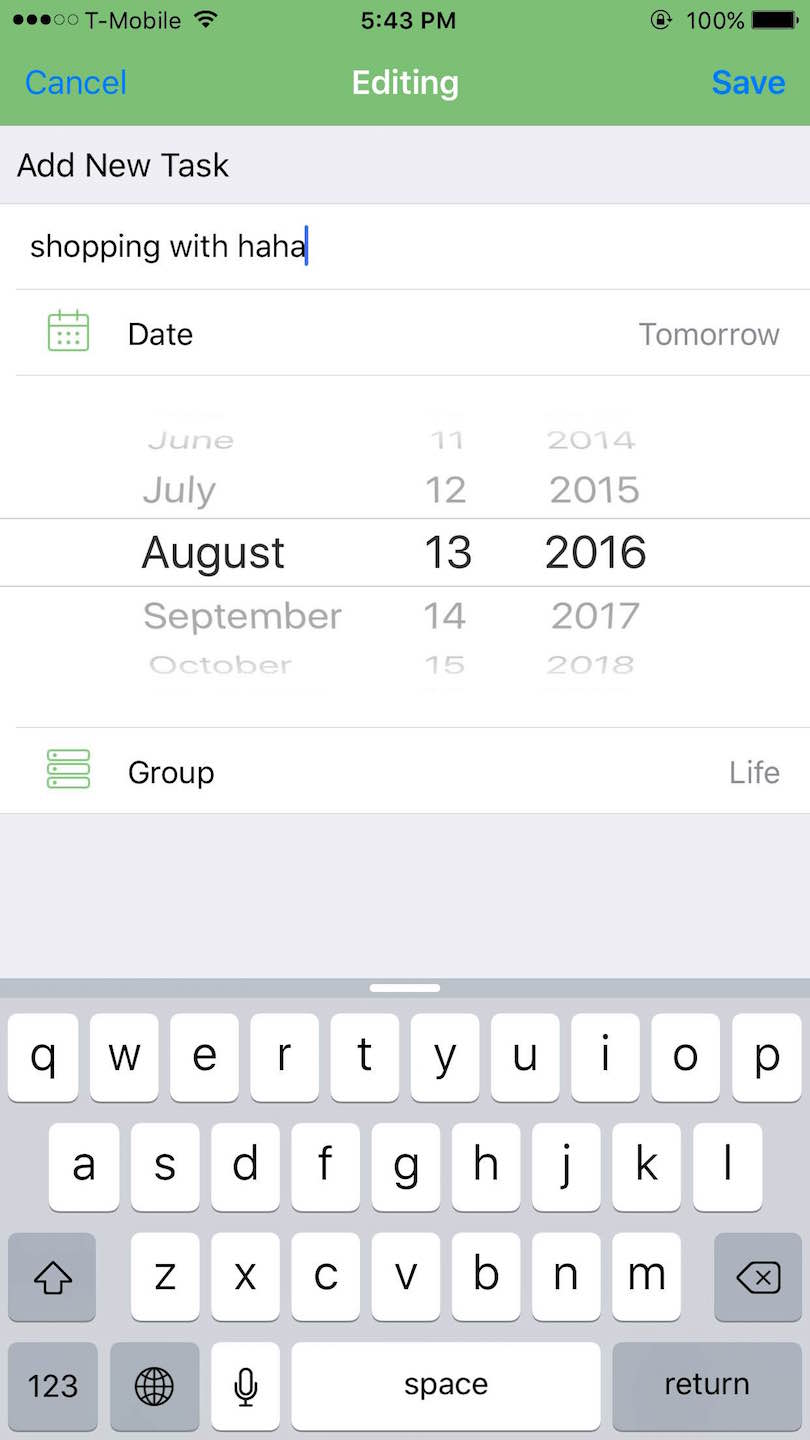 T-Mobile 5:43 PM 100%
Cancel Editing Save
Add New Task
shopping with haha
Date Tomorrow
June 11 2014
July 12 2015
August 13 2016
September 14 2017
October 15 2018
Group Life
q w e r t y u i o p
a s d f g h j k l
z x c v b n m
123 space return